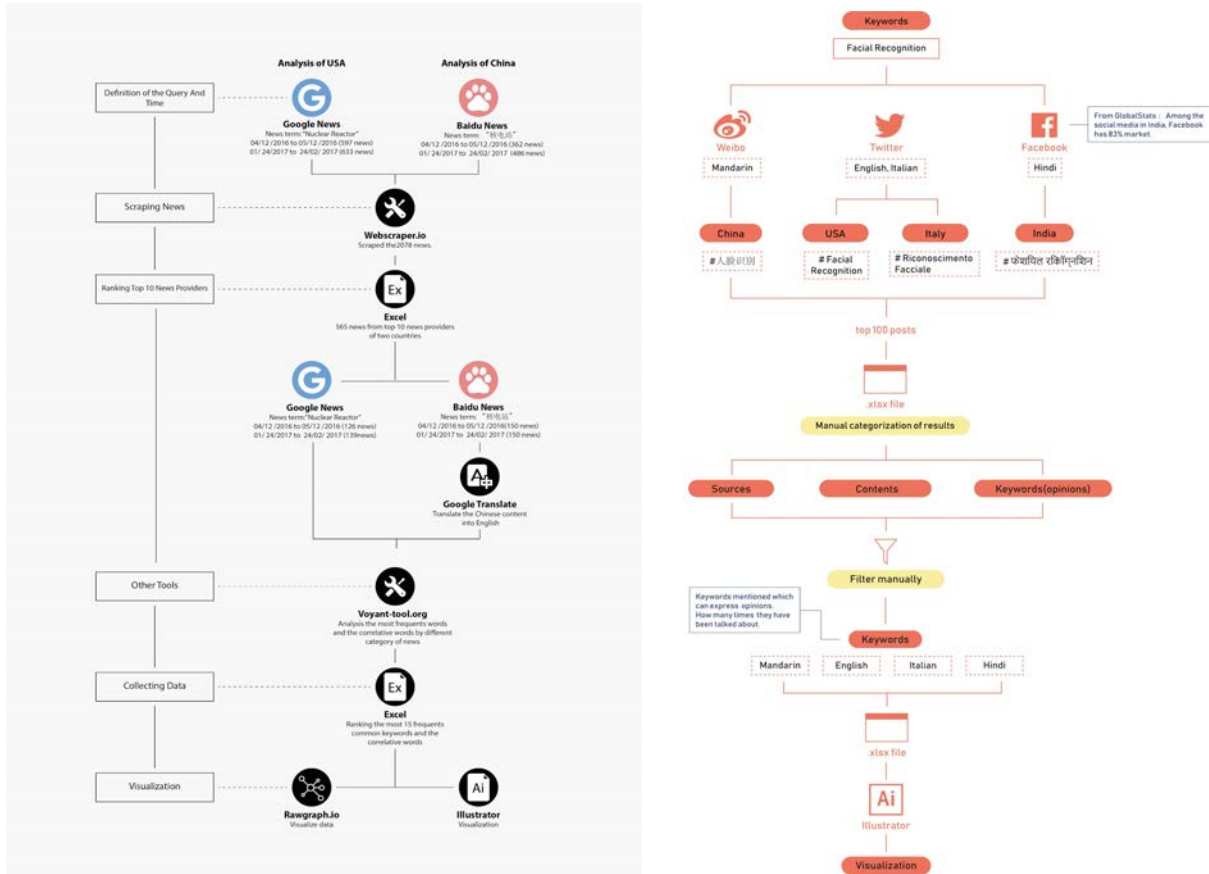 Analysis of USA
Analysis of China
Definition of the Query And
Time
Google News
News term:"Nuclear Reactor"
04/12 /2016 to 05/12 /2016 (597 news)
01/ 24/2017 to 24/02/ 2017 (633 news)
Baidu News
News term: “核电站”
04/12 /2016 to 05/12 /2016 (362 news)
01/ 24/2017 to 24/02/ 2017 (486 news)
Scraping News
Webscraper.io
Scraped the2078 news.
Ranking Top 10 News Providers
Ex
Excel
565 news from top 10 news providers
of two countries
Google News
News term:"Nuclear Reactor"
04/12 /2016 to 05/12 /2016 (126 news)
01/ 24/2017 to 24/02/ 2017 (139news)
Baidu News
News term: “核电站”
04/12 /2016 to 05/12 /2016(150 news)
01/ 24/2017 to 24/02/ 2017 (150 news)
A中
Google Translate
Translate the Chinese content
into English
Other Tools
Voyant-tool.org
Analysis the most frequents words
and the correlative words by different
category of news
Collecting Data
Ex
Excel
Ranking the most 15 frequents
common keywords and the
correlative words
Visualization
Rawgraph.io
Visualize data
Ai
Illustrator
Visualization
Keywords
Facial Recognition
Weibo
Mandarin
Twitter
English, Italian
Facebook
Hindi
From GlobalStats : Among the
social media in India, Facebook
has 83% market.
China
#人脸识别
USA
# Facial
Recognition
Italy
# Riconoscimento
Facciale
India
# फेशयिल रकिॉग्नशिन
top 100 posts
.xlsx file
Manual categorization of results
Sources
Contents
Keywords(opinions)
Filter manually
Keywords mentioned which
can express opinions.
How many times they have
been talked about.
Keywords
Mandarin
English
Italian
Hindi
.xlsx file
Ai
Illustrator
Visualization